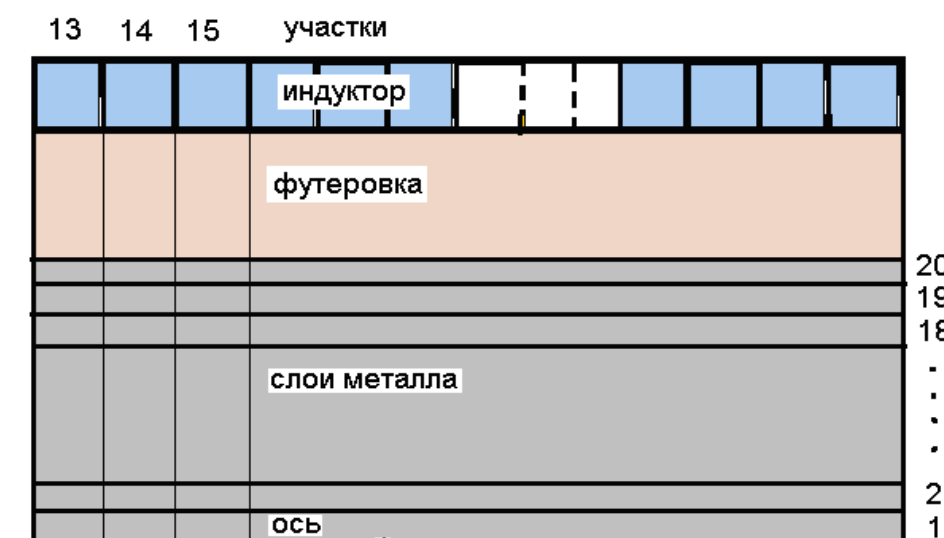 13 14 15 участки
индуктор
футеровка
20
19
18
слои металла
2
1
ось